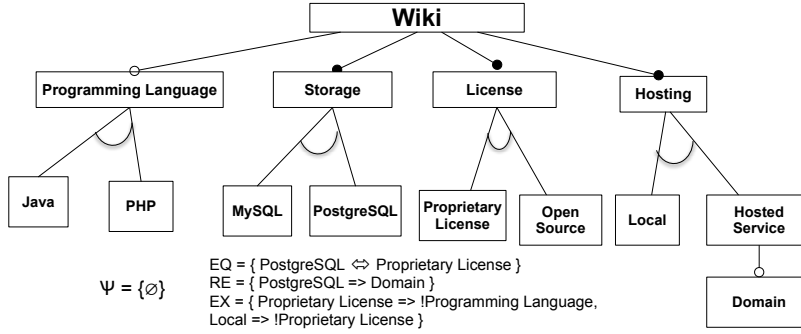 Wiki
Programming Language
Storage
License
Hosting
Java
PHP
MySQL
PostgreSQL
Proprietary
License
Open
Source
Local
Hosted
Service
Domain
Ψ = {∅}
EQ = { PostgreSQL ⇔ Proprietary License }
RE = { PostgreSQL => Domain }
EX = { Proprietary License => !Programming Language,
Local => !Proprietary License }